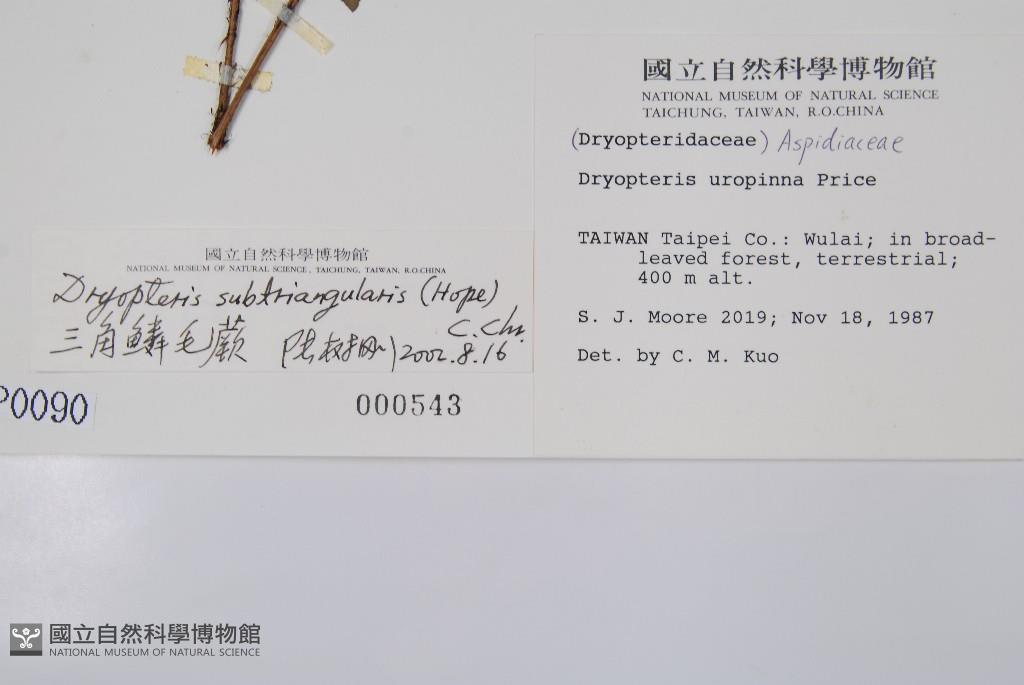 國立自然科學博物館
NATIONAL MUSEUM OF NATURAL SCIENCE
TAICHUNG, TAIWAN, R.O.CHINA
(Dryopteridaceae) Aspidiaceae
Dryopteris uropinna Price
TAIWAN Taipei Co.: Wulai; in broad-
leaved forest, terrestrial;
400 m alt.
S. J. Moore 2019; Nov 18, 1987
Det. by C. M. Kuo
國立自然科學博物館
NATIONAL MUSEUM OF NATURAL SCIENCE, TAICHUNG, TAIWAN, R.O.CHINA
Dryopteris subtriangularis (Hope)
C. Chr.
三角鱗毛蕨 2002.8.16
P0090
000543
國立自然科學博物館
NATIONAL MUSEUM OF NATURAL SCIENCE